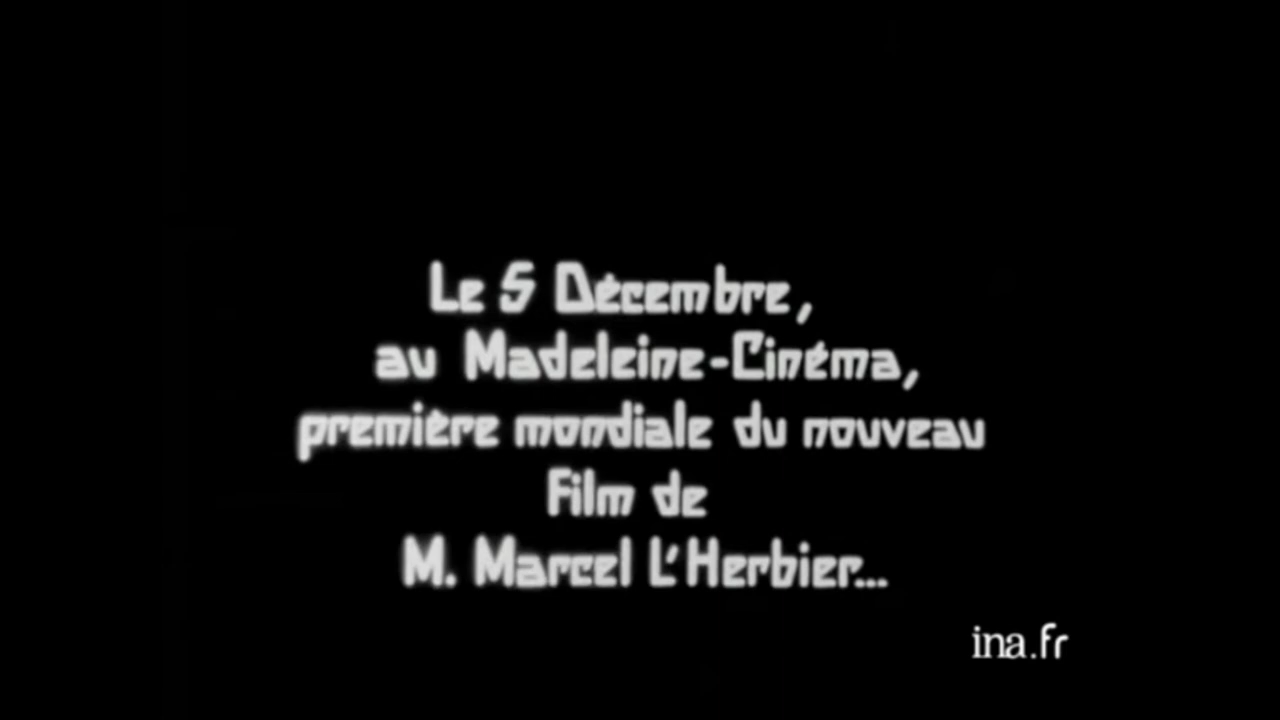 Le 5 Décembre,
au Madeleine-Cinéma,
première mondiale du nouveau
Film de
M. Marcel L'Herbier...
ina.fr